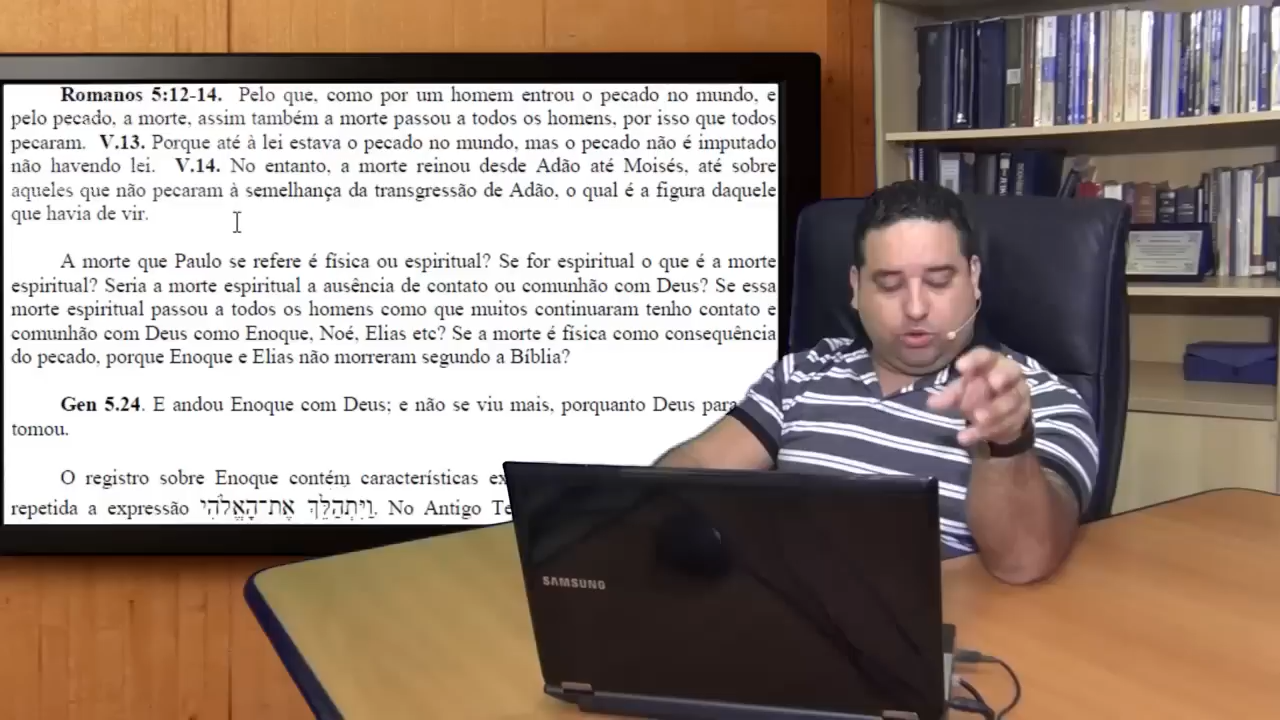 Romanos 5:12-14. Pelo que, como por um homem entrou o pecado no mundo, e
pelo pecado, a morte, assim também a morte passou a todos os homens, por isso que todos
pecaram. V.13. Porque até à lei estava o pecado no mundo, mas o pecado não é imputado
não havendo lei. V.14. No entanto, a morte reinou desde Adão até Moisés, até sobre
aqueles que não pecaram à semelhança da transgressão de Adão, o qual é a figura daquele
que havia de vir.
A morte que Paulo se refere é física ou espiritual? Se for espiritual o que é a morte
espiritual? Seria a morte espiritual a ausência de contato ou comunhão com Deus? Se essa
morte espiritual passou a todos os homens como que muitos continuaram tenho contato e
comunhão com Deus como Enoque, Noé, Elias etc? Se a morte é física como consequência
do pecado, porque Enoque e Elias não morreram segundo a Bíblia?
Gen 5.24. E andou Enoque com Deus; e não se viu mais, porquanto Deus para
tomou.
O registro sobre Enoque contém características
repetida a expressão וַיִּתְהַלֵּךְ אֶת־הָאֱלֹהִי. No Antigo
SAMSUNG